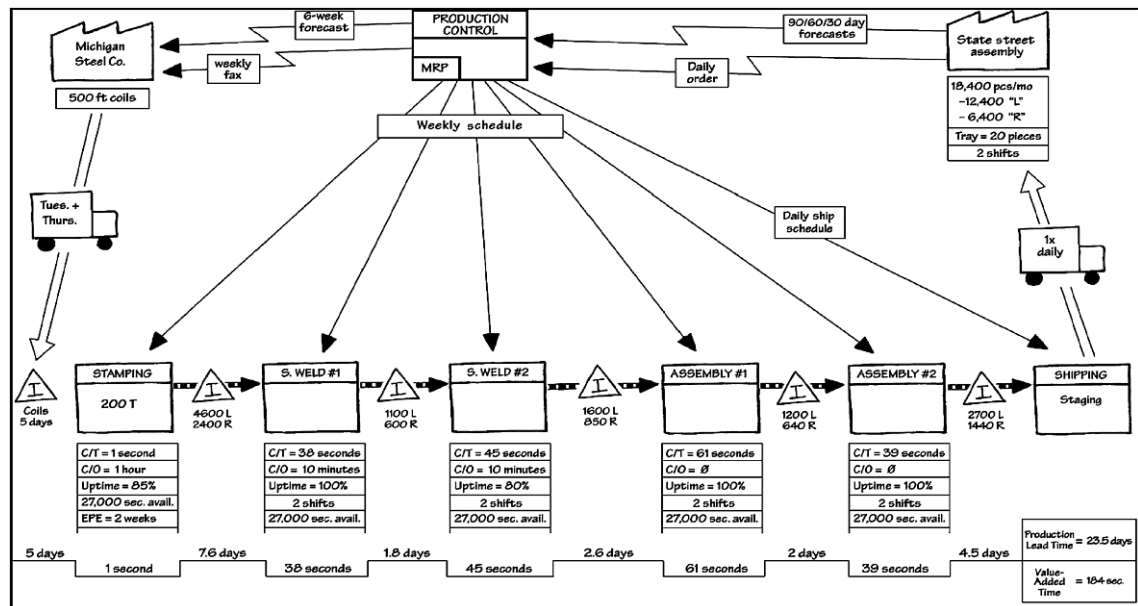 Michigan
Steel Co.
500 ft coils
6-week
forecast
weekly
fax
PRODUCTION
CONTROL
MRP
90/60/30 day
forecasts
Daily
order
State street
assembly
18,400 pcs/mo
-12,400 "L"
- 6,400 "R"
Tray = 20 pieces
2 shifts
Weekly schedule
Tues. +
Thurs.
Daily ship
schedule
1x
daily
I
Coils
5 days
STAMPING
200 T
C/T = 1 second
C/O = 1 hour
Uptime = 85%
27,000 sec. avail.
EPE = 2 weeks
I
4600 L
2400 R
S. WELD #1
C/T = 38 seconds
C/O = 10 minutes
Uptime = 100%
2 shifts
27,000 sec. avail.
I
1100 L
600 R
S. WELD #2
C/T = 45 seconds
C/O = 10 minutes
Uptime = 80%
2 shifts
27,000 sec. avail.
I
1600 L
850 R
ASSEMBLY #1
C/T = 61 seconds
C/O = Ø
Uptime = 100%
2 shifts
27,000 sec. avail.
I
1200 L
640 R
ASSEMBLY #2
C/T = 39 seconds
C/O = Ø
Uptime = 100%
2 shifts
27,000 sec. avail.
I
2700 L
1440 R
SHIPPING
Staging
5 days
1 second
7.6 days
38 seconds
1.8 days
45 seconds
2.6 days
61 seconds
2 days
39 seconds
4.5 days
Production
Lead Time = 23.5 days
Value-
Added = 184 sec.
Time